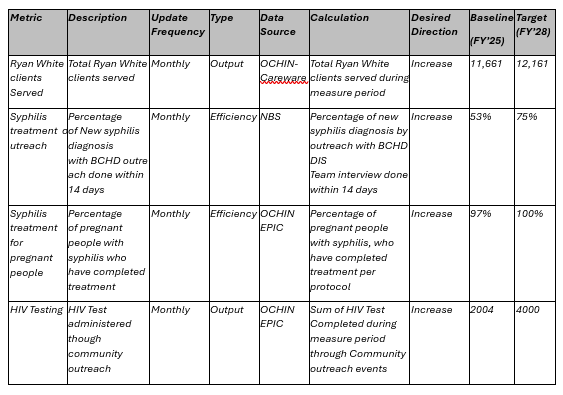 Metric Description Update Frequency Type Data Source Calculation Desired Direction Baseline (FY'25) Target (FY'28)
Ryan White clients Served
Total Ryan White clients served
Monthly
Output
OCHIN-Careware
Total Ryan White clients served during measure period
Increase
11,661
12,161
Syphilis treatment outreach
Percentage of New syphilis diagnosis with BCHD outreach done within 14 days
Monthly
Efficiency
NBS
Percentage of new syphilis diagnosis by outreach with BCHD DIS Team interview done within 14 days
Increase
53%
75%
Syphilis treatment for pregnant people
Percentage of pregnant people with syphilis who have completed treatment
Monthly
Efficiency
OCHIN EPIC
Percentage of pregnant people with syphilis, who have completed treatment per protocol
Increase
97%
100%
HIV Testing
HIV Test administered though community outreach
Monthly
Output
OCHIN EPIC
Sum of HIV Test Completed during measure period through Community outreach events
Increase
2004
4000